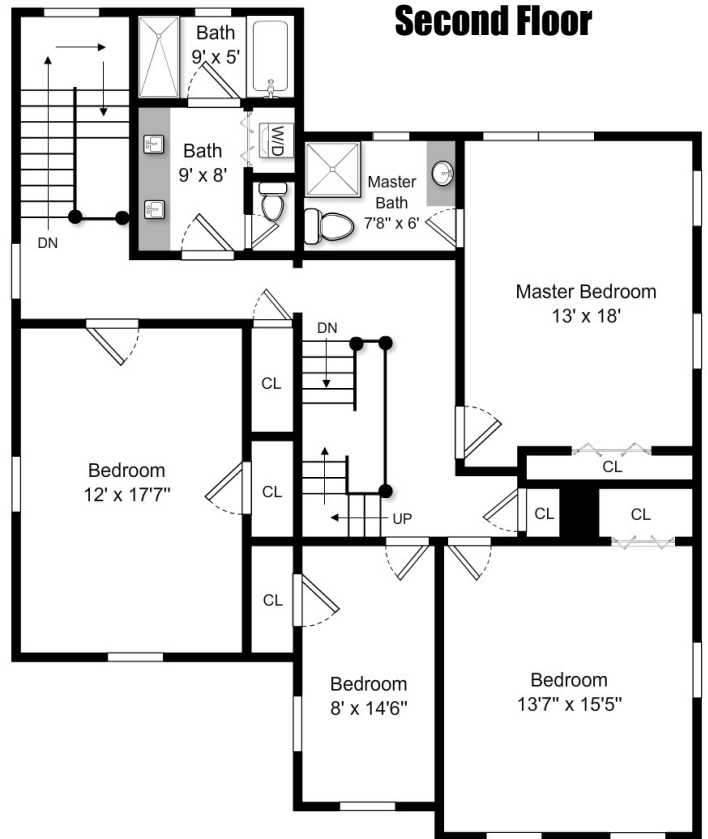 Second Floor
Bath
9' x 5'
Bath
9' x 8'
W/D
Master
Bath
7'8" x 6'
DN
Master Bedroom
13' x 18'
DN
CL
CL
Bedroom
12' x 17'7"
CL
CL
CL
UP
CL
Bedroom
8' x 14'6"
Bedroom
13'7" x 15'5"